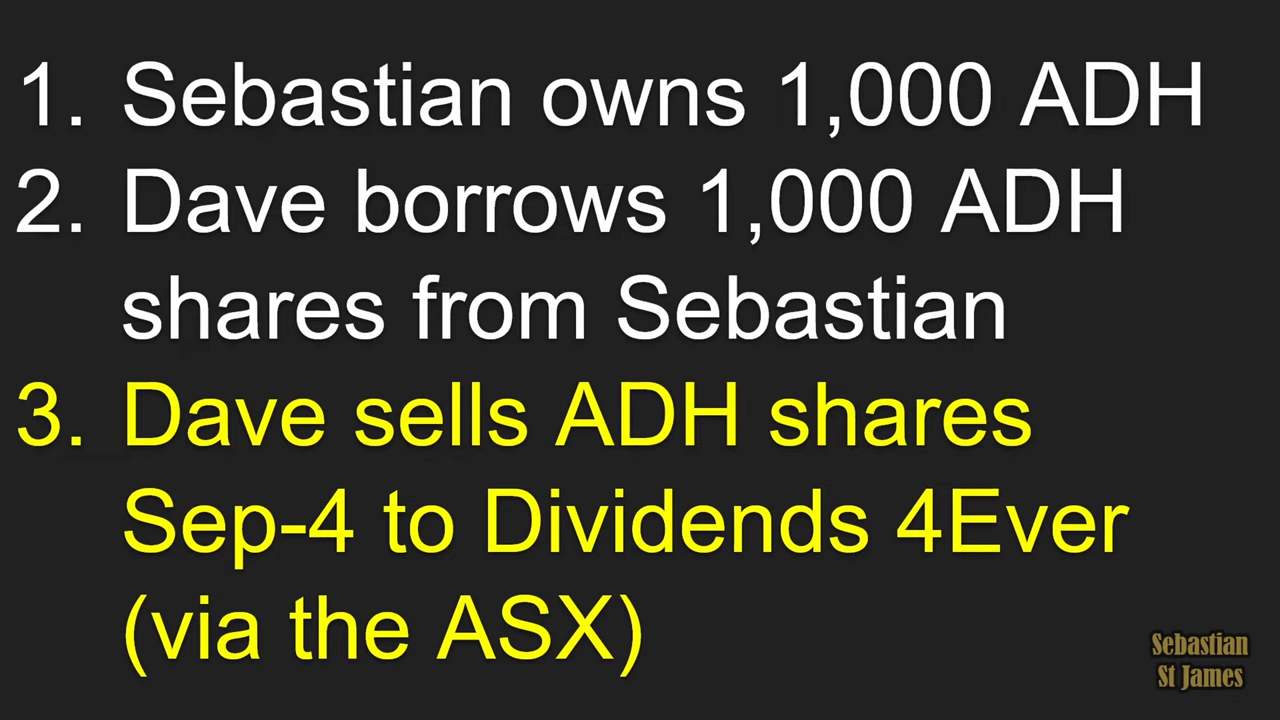 1. Sebastian owns 1,000 ADH
2. Dave borrows 1,000 ADH
shares from Sebastian
3. Dave sells ADH shares
Sep-4 to Dividends 4Ever
(via the ASX)
Sebastian
St James